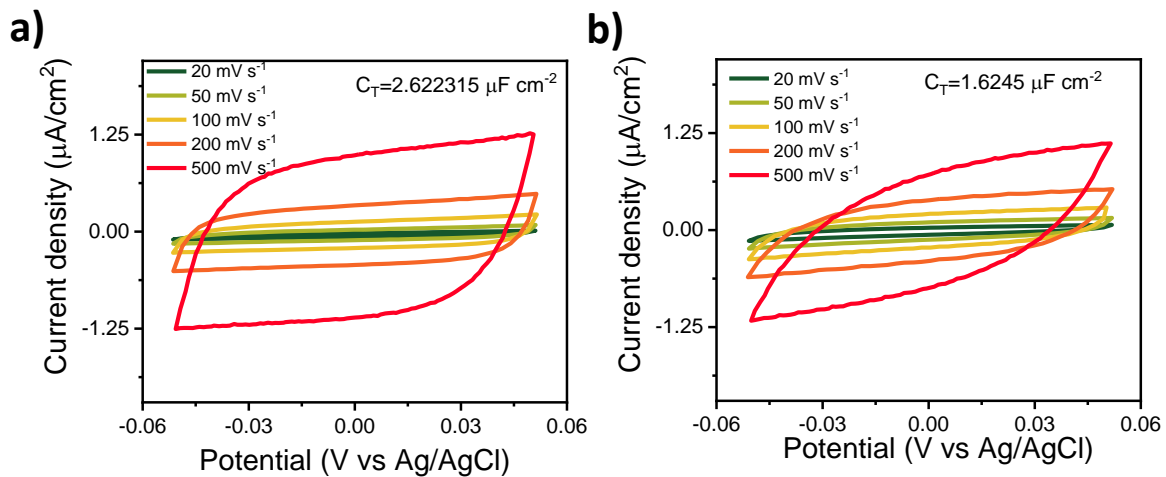 a)
Current density (μA/cm²)
20 mV s⁻¹
50 mV s⁻¹
100 mV s⁻¹
200 mV s⁻¹
500 mV s⁻¹
C_T=2.622315 μF cm⁻²
1.25
0.00
-1.25
-0.06
-0.03
0.00
0.03
0.06
Potential (V vs Ag/AgCl)
b)
Current density (μA/cm²)
20 mV s⁻¹
50 mV s⁻¹
100 mV s⁻¹
200 mV s⁻¹
500 mV s⁻¹
C_T=1.6245 μF cm⁻²
1.25
0.00
-1.25
-0.06
-0.03
0.00
0.03
0.06
Potential (V vs Ag/AgCl)